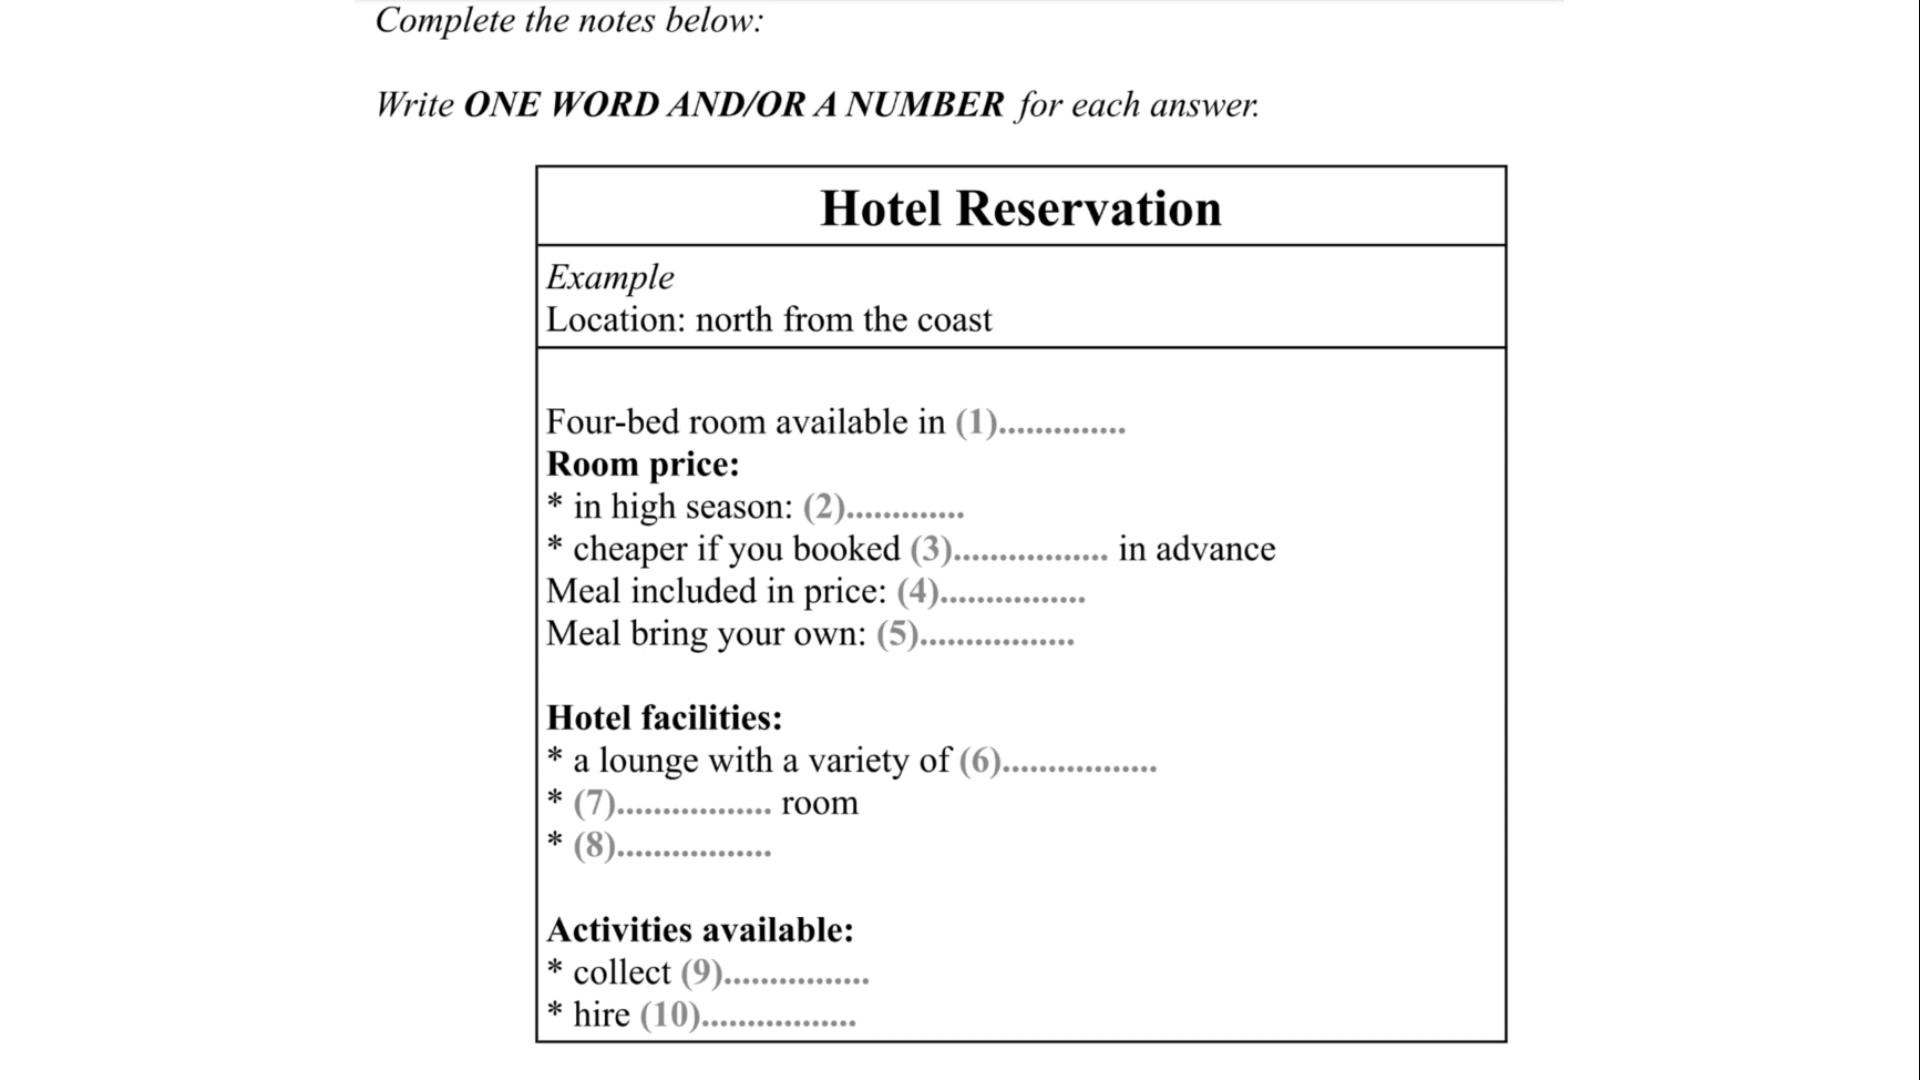 Complete the notes below:
Write ONE WORD AND/OR A NUMBER for each answer.
Hotel Reservation
Example
Location: north from the coast
Four-bed room available in (1)..............
Room price:
* in high season: (2).............
* cheaper if you booked (3)................. in advance
Meal included in price: (4)................
Meal bring your own: (5).................
Hotel facilities:
* a lounge with a variety of (6).................
* (7)................. room
* (8).................
Activities available:
* collect (9)................
* hire (10).................